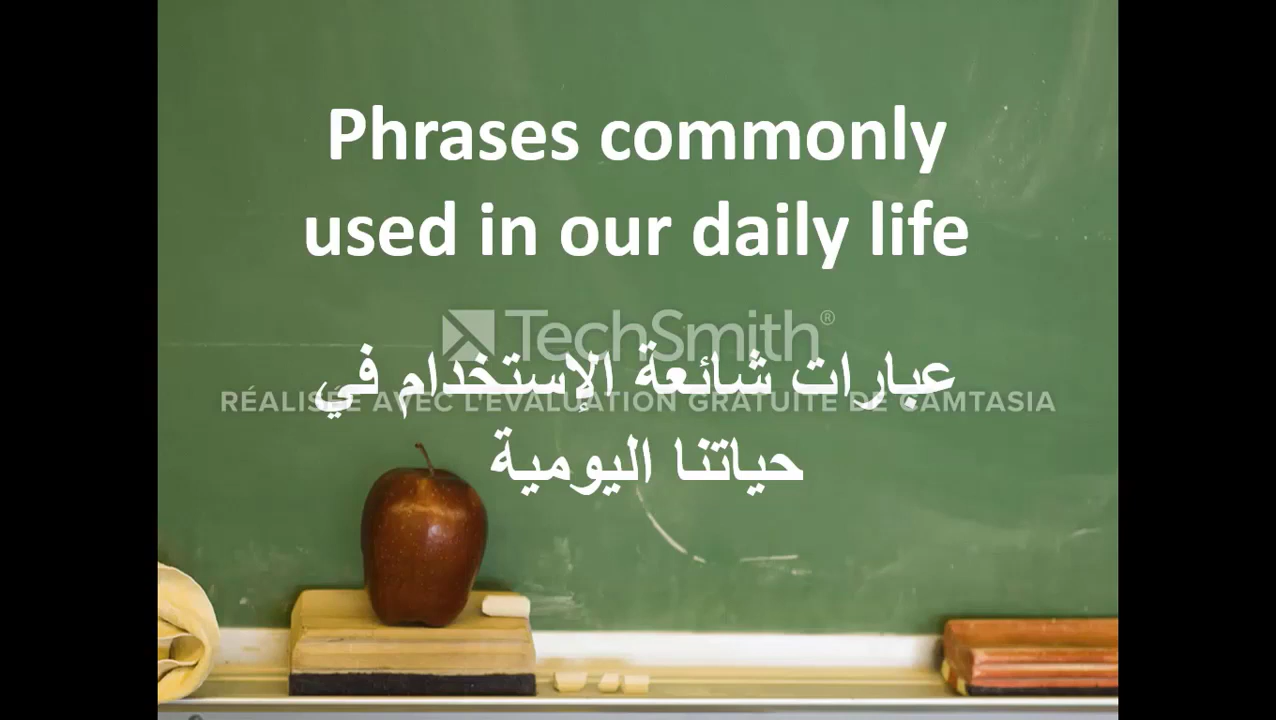 Phrases commonly
used in our daily life
TechSmith®
عبارات شائعة الإستخدام في
RÉALISÉE AVEC L'ÉVALUATION GRATUITE DE CAMTASIA
حياتنا اليومية